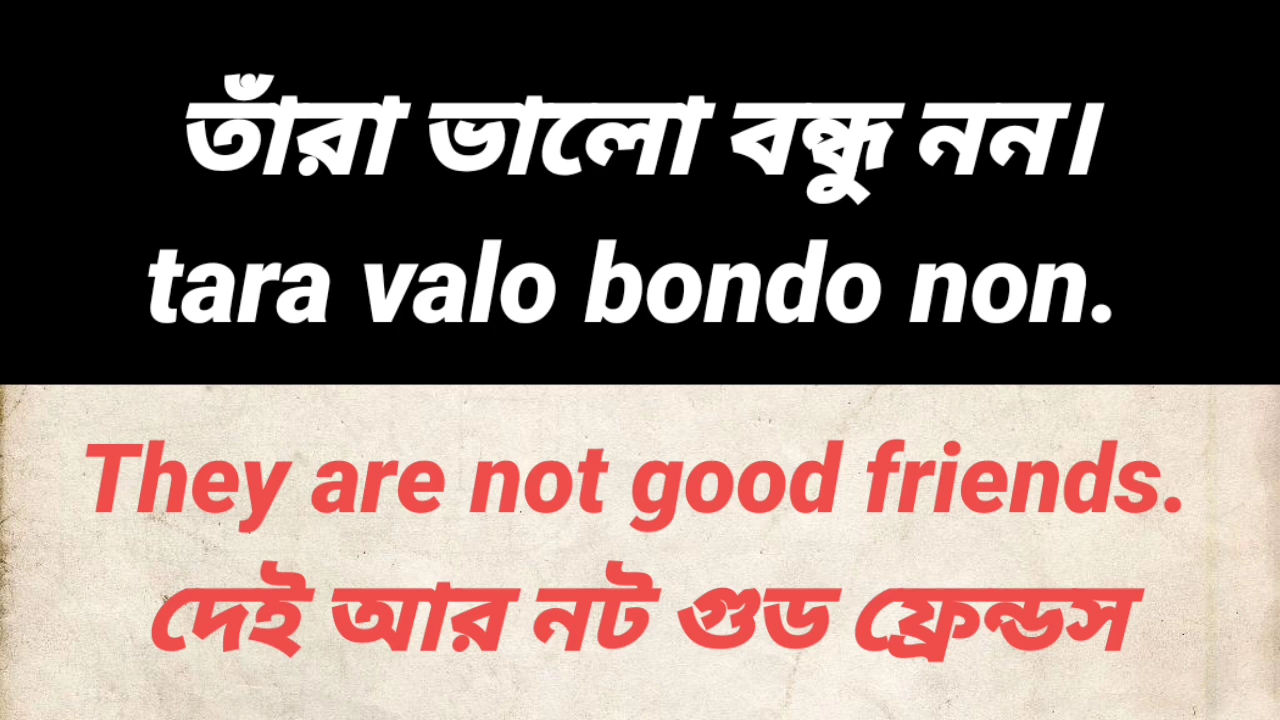 তাঁরা ভালো বন্ধু নন।
tara valo bondo non.
They are not good friends.
দেই আর নট গুড ফ্রেন্ডস